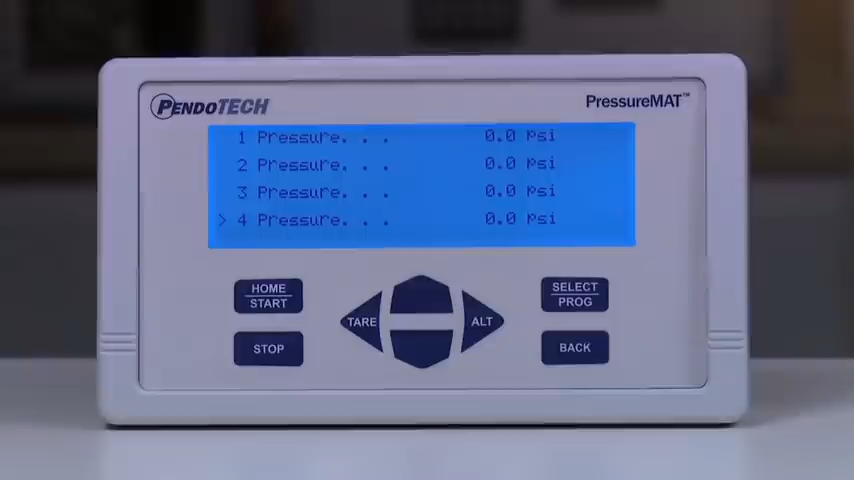 PENDOTECH
PressureMAT™
1 Pressure. . . 0.0 psi
2 Pressure. . . 0.0 psi
3 Pressure. . . 0.0 psi
> 4 Pressure. . . 0.0 psi
HOME
START
SELECT
PROG
TARE
ALT
STOP
BACK